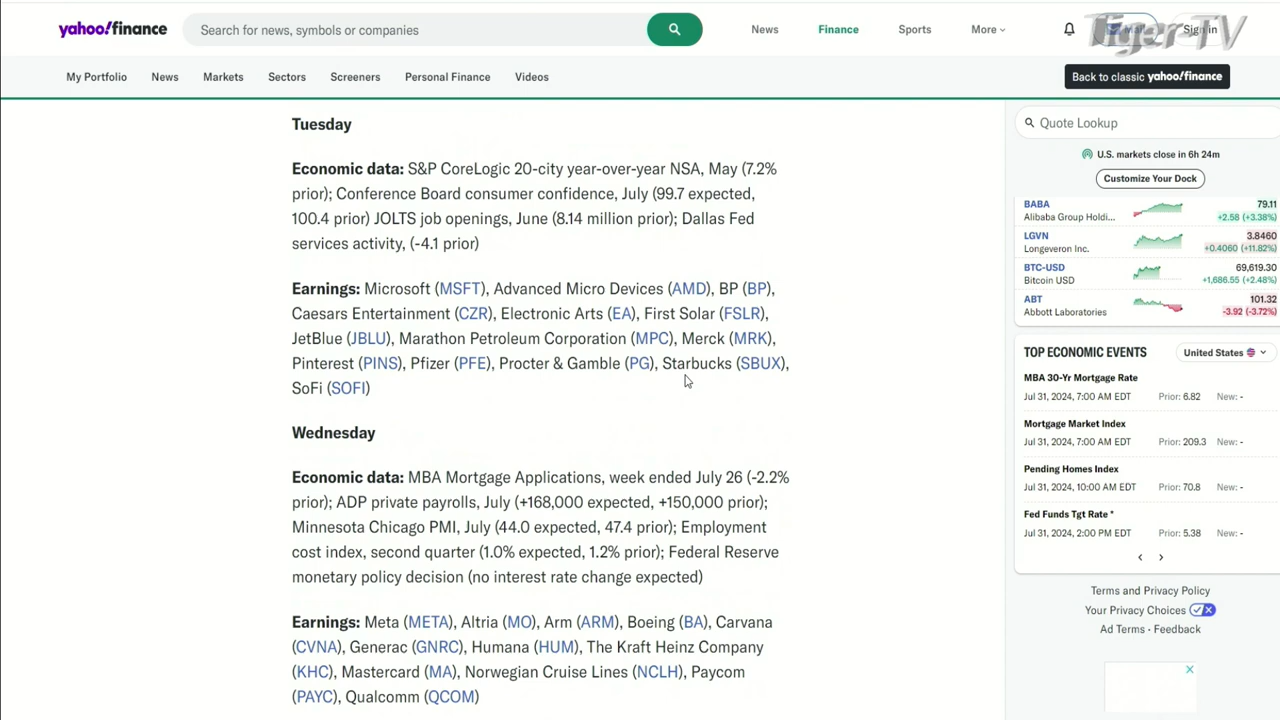 yahoo!finance
Search for news, symbols or companies
News
Finance
Sports
More
Mail
Sign in
Tiger-TV
My Portfolio
News
Markets
Sectors
Screeners
Personal Finance
Videos
Back to classic yahoo!finance
Tuesday
Economic data: S&P CoreLogic 20-city year-over-year NSA, May (7.2%
prior); Conference Board consumer confidence, July (99.7 expected,
100.4 prior) JOLTS job openings, June (8.14 million prior); Dallas Fed
services activity, (-4.1 prior)
Earnings: Microsoft (MSFT), Advanced Micro Devices (AMD), BP (BP),
Caesars Entertainment (CZR), Electronic Arts (EA), First Solar (FSLR),
JetBlue (JBLU), Marathon Petroleum Corporation (MPC), Merck (MRK),
Pinterest (PINS), Pfizer (PFE), Procter & Gamble (PG), Starbucks (SBUX),
SoFi (SOFI)
Wednesday
Economic data: MBA Mortgage Applications, week ended July 26 (-2.2%
prior); ADP private payrolls, July (+168,000 expected, +150,000 prior);
Minnesota Chicago PMI, July (44.0 expected, 47.4 prior); Employment
cost index, second quarter (1.0% expected, 1.2% prior); Federal Reserve
monetary policy decision (no interest rate change expected)
Earnings: Meta (META), Altria (MO), Arm (ARM), Boeing (BA), Carvana
(CVNA), Generac (GNRC), Humana (HUM), The Kraft Heinz Company
(KHC), Mastercard (MA), Norwegian Cruise Lines (NCLH), Paycom
(PAYC), Qualcomm (QCOM)
Quote Lookup
U.S. markets close in 6h 24m
Customize Your Dock
BABA 79.11
Alibaba Group Holdi... +2.58 (+3.38%)
LGVN 3.8460
Longeveron Inc. +0.4060 (+11.82%)
BTC-USD 69,619.30
Bitcoin USD +1,686.55 (+2.48%)
ABT 101.32
Abbott Laboratories -3.92 (-3.72%)
TOP ECONOMIC EVENTS United States
MBA 30-Yr Mortgage Rate
Jul 31, 2024, 7:00 AM EDT Prior: 6.82 New: -
Mortgage Market Index
Jul 31, 2024, 7:00 AM EDT Prior: 209.3 New: -
Pending Homes Index
Jul 31, 2024, 10:00 AM EDT Prior: 70.8 New: -
Fed Funds Tgt Rate *
Jul 31, 2024, 2:00 PM EDT Prior: 5.38 New: -
Terms and Privacy Policy
Your Privacy Choices
Ad Terms · Feedback